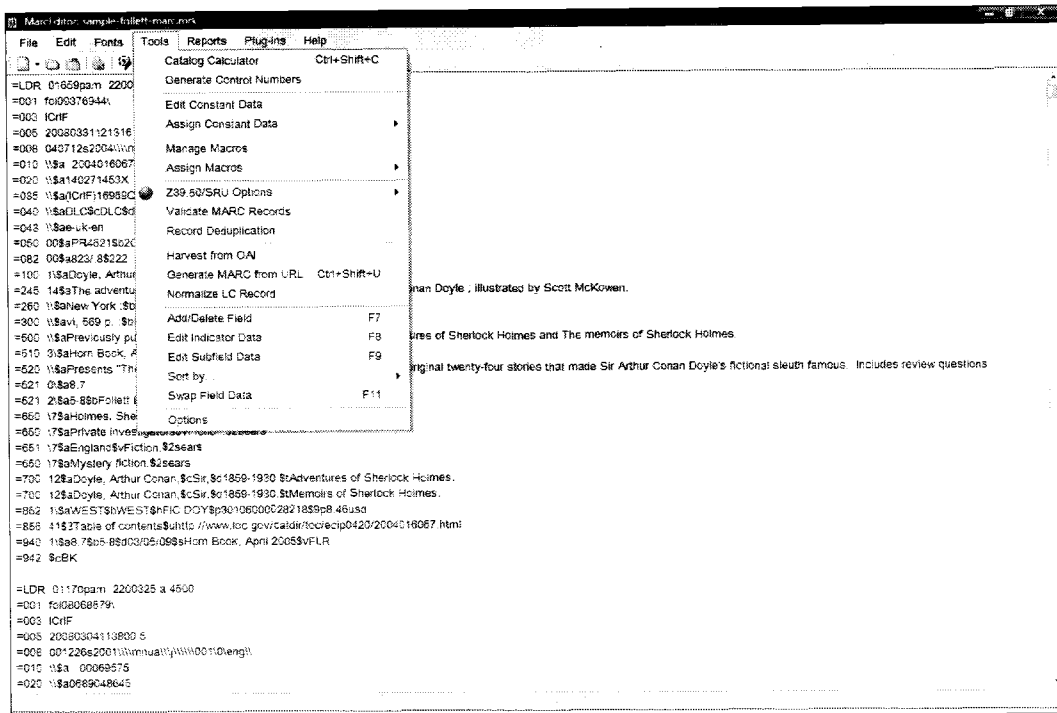 MarcEditor: sample-follett-marc.mrk
File Edit Fonts Tools Reports Plug-ins Help
Catalog Calculator Ctrl+Shift+C
Generate Control Numbers
Edit Constant Data
Assign Constant Data
Manage Macros
Assign Macros
Z39.50/SRU Options
Validate MARC Records
Record Deduplication
Harvest from OAI
Generate MARC from URL Ctrl+Shift+U
Normalize LC Record
Add/Delete Field F7
Edit Indicator Data F8
Edit Subfield Data F9
Sort by...
Swap Field Data F11
Options
=LDR 01659pam 2200
=001 fol09376944\
=003 ICrlF
=005 20080331121316
=008 040712s2004\\\\n
=010 \\$a 2004016067
=020 \\$a140271453X
=035 \\$a(ICrlF)16959C
=040 \\$aDLC$cDLC$d
=043 \\$ae-uk-en
=050 00$aPR4621$b20
=082 00$a823/.8$222
=100 1\$aDoyle, Arthur
=245 14$aThe adventu nan Doyle ; illustrated by Scott McKowen.
=260 \\$aNew York :$b
=300 \\$avi, 569 p. :$b
=500 \\$aPreviously pu ures of Sherlock Holmes and The memoirs of Sherlock Holmes.
=510 3\$aHorn Book, A
=520 \\$aPresents "Th riginal twenty-four stories that made Sir Arthur Conan Doyle's fictional sleuth famous. Includes review questions
=521 0\$a8.7
=521 2\$a5-8$bFollett
=650 \7$aHolmes, She
=650 \7$aPrivate investigators
=651 \7$aEngland$vFiction.$2sears
=650 \7$aMystery fiction.$2sears
=700 12$aDoyle, Arthur Conan,$cSir,$d1859-1930.$tAdventures of Sherlock Holmes.
=700 12$aDoyle, Arthur Conan,$cSir,$d1859-1930.$tMemoirs of Sherlock Holmes.
=852 1\$aWEST$bWEST$hFIC DOY$p30106000028218$9p8.46usd
=856 41$3Table of contents$uhttp://www.loc.gov/catdir/toc/ecip0420/2004016067.html
=940 1\$a8.7$b5-8$d03/05/09$sHorn Book, April 2005$vFLR
=942 $cBK
=LDR 01170pam 2200325 a 4500
=001 fol08068579\
=003 ICrlF
=005 20080304113800.5
=008 001226s2001\\\\mnua\\\j\\\\\\001\0\eng\\
=010 \\$a 00069575
=020 \\$a0689048645